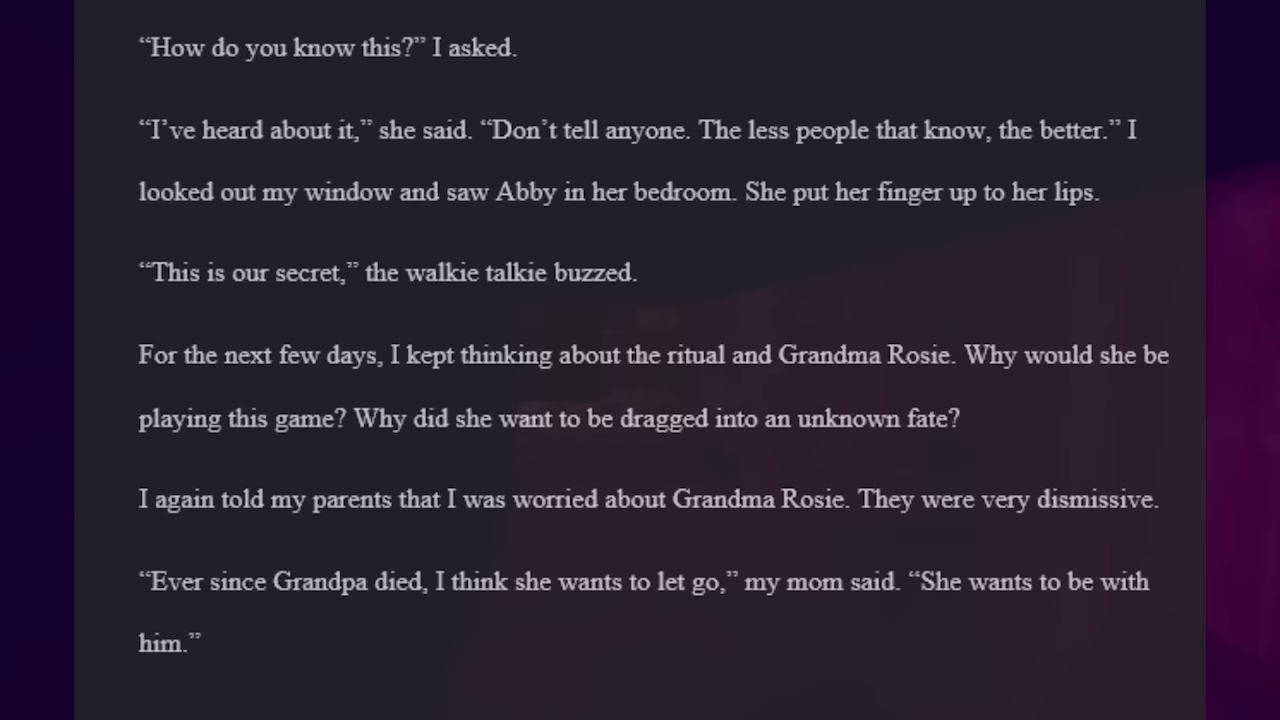 “How do you know this?” I asked.
“I’ve heard about it,” she said. “Don’t tell anyone. The less people that know, the better.” I
looked out my window and saw Abby in her bedroom. She put her finger up to her lips.
“This is our secret,” the walkie talkie buzzed.
For the next few days, I kept thinking about the ritual and Grandma Rosie. Why would she be
playing this game? Why did she want to be dragged into an unknown fate?
I again told my parents that I was worried about Grandma Rosie. They were very dismissive.
“Ever since Grandpa died, I think she wants to let go,” my mom said. “She wants to be with
him.”